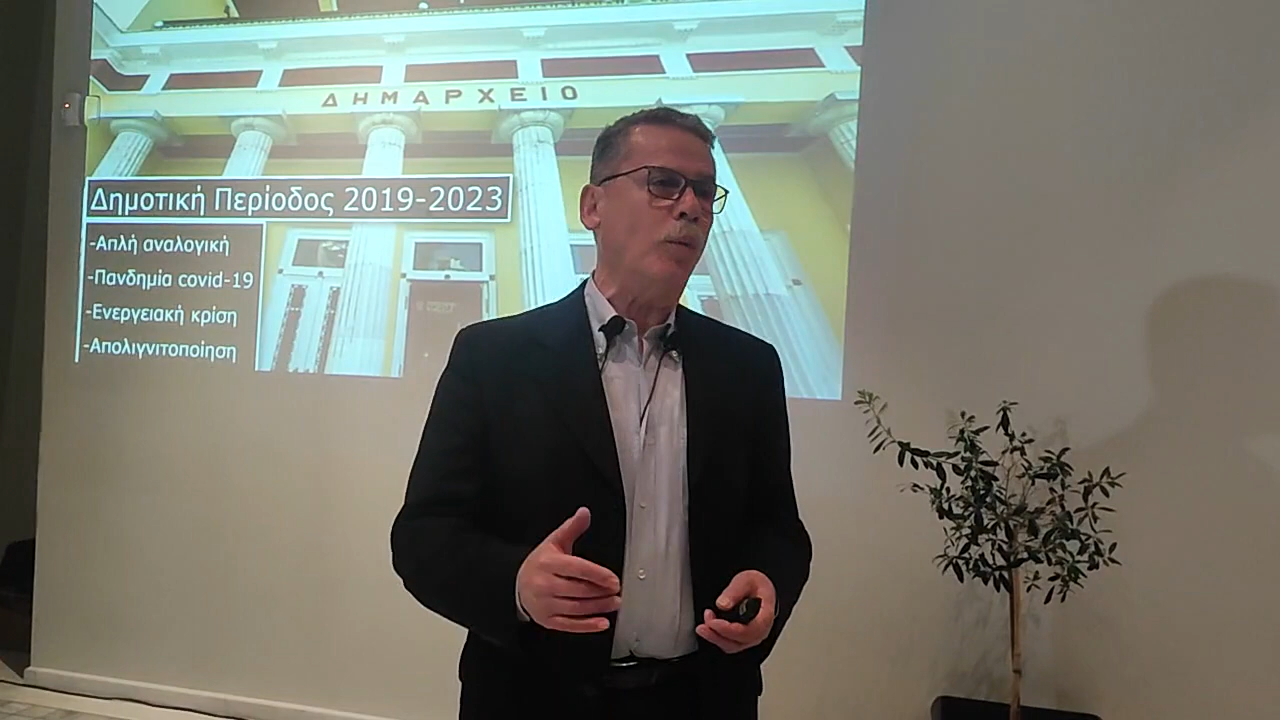 ΔΗΜΑΡΧΕΙΟ
Δημοτική Περίοδος 2019-2023
-Απλή αναλογική
-Πανδημία covid-19
-Ενεργειακή κρίση
-Απολιγνιτοποίηση